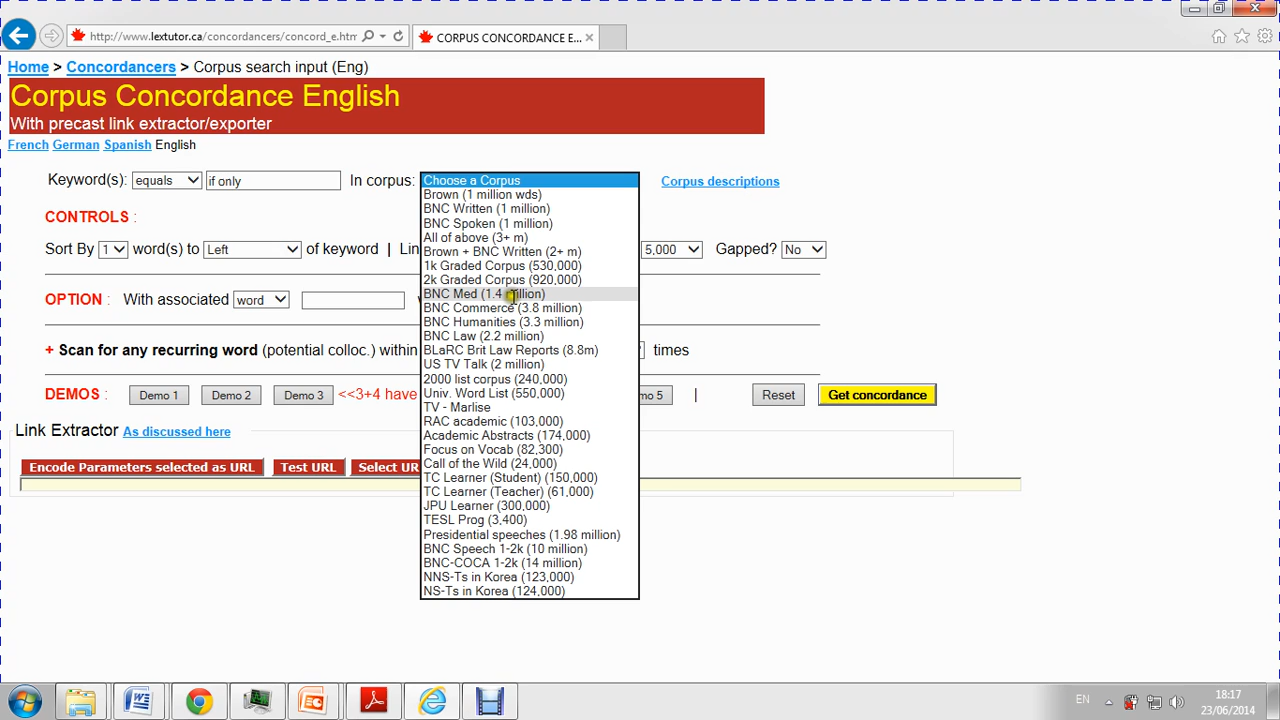 http://www.lextutor.ca/concordancers/concord_e.htm
CORPUS CONCORDANCE E...
Home > Concordancers > Corpus search input (Eng)
Corpus Concordance English
With precast link extractor/exporter
French German Spanish English
Keyword(s): equals if only In corpus: Choose a Corpus Corpus descriptions
Brown (1 million wds)
BNC Written (1 million)
BNC Spoken (1 million)
All of above (3+ m)
Brown + BNC Written (2+ m)
1k Graded Corpus (530,000)
2k Graded Corpus (920,000)
BNC Med (1.4 million)
BNC Commerce (3.8 million)
BNC Humanities (3.3 million)
BNC Law (2.2 million)
BLaRC Brit Law Reports (8.8m)
US TV Talk (2 million)
2000 list corpus (240,000)
Univ. Word List (550,000)
TV - Marlise
RAC academic (103,000)
Academic Abstracts (174,000)
Focus on Vocab (82,300)
Call of the Wild (24,000)
TC Learner (Student) (150,000)
TC Learner (Teacher) (61,000)
JPU Learner (300,000)
TESL Prog (3,400)
Presidential speeches (1.98 million)
BNC Speech 1-2k (10 million)
BNC-COCA 1-2k (14 million)
NNS-Ts in Korea (123,000)
NS-Ts in Korea (124,000)
CONTROLS :
Sort By 1 word(s) to Left of keyword | 5,000 Gapped? No
OPTION : With associated word
+ Scan for any recurring word (potential colloc.) within times
DEMOS : Demo 1 Demo 2 Demo 3 <<3+4 have mo 5 | Reset Get concordance
Link Extractor As discussed here
Encode Parameters selected as URL Test URL Select
EN
18:17
23/06/2014